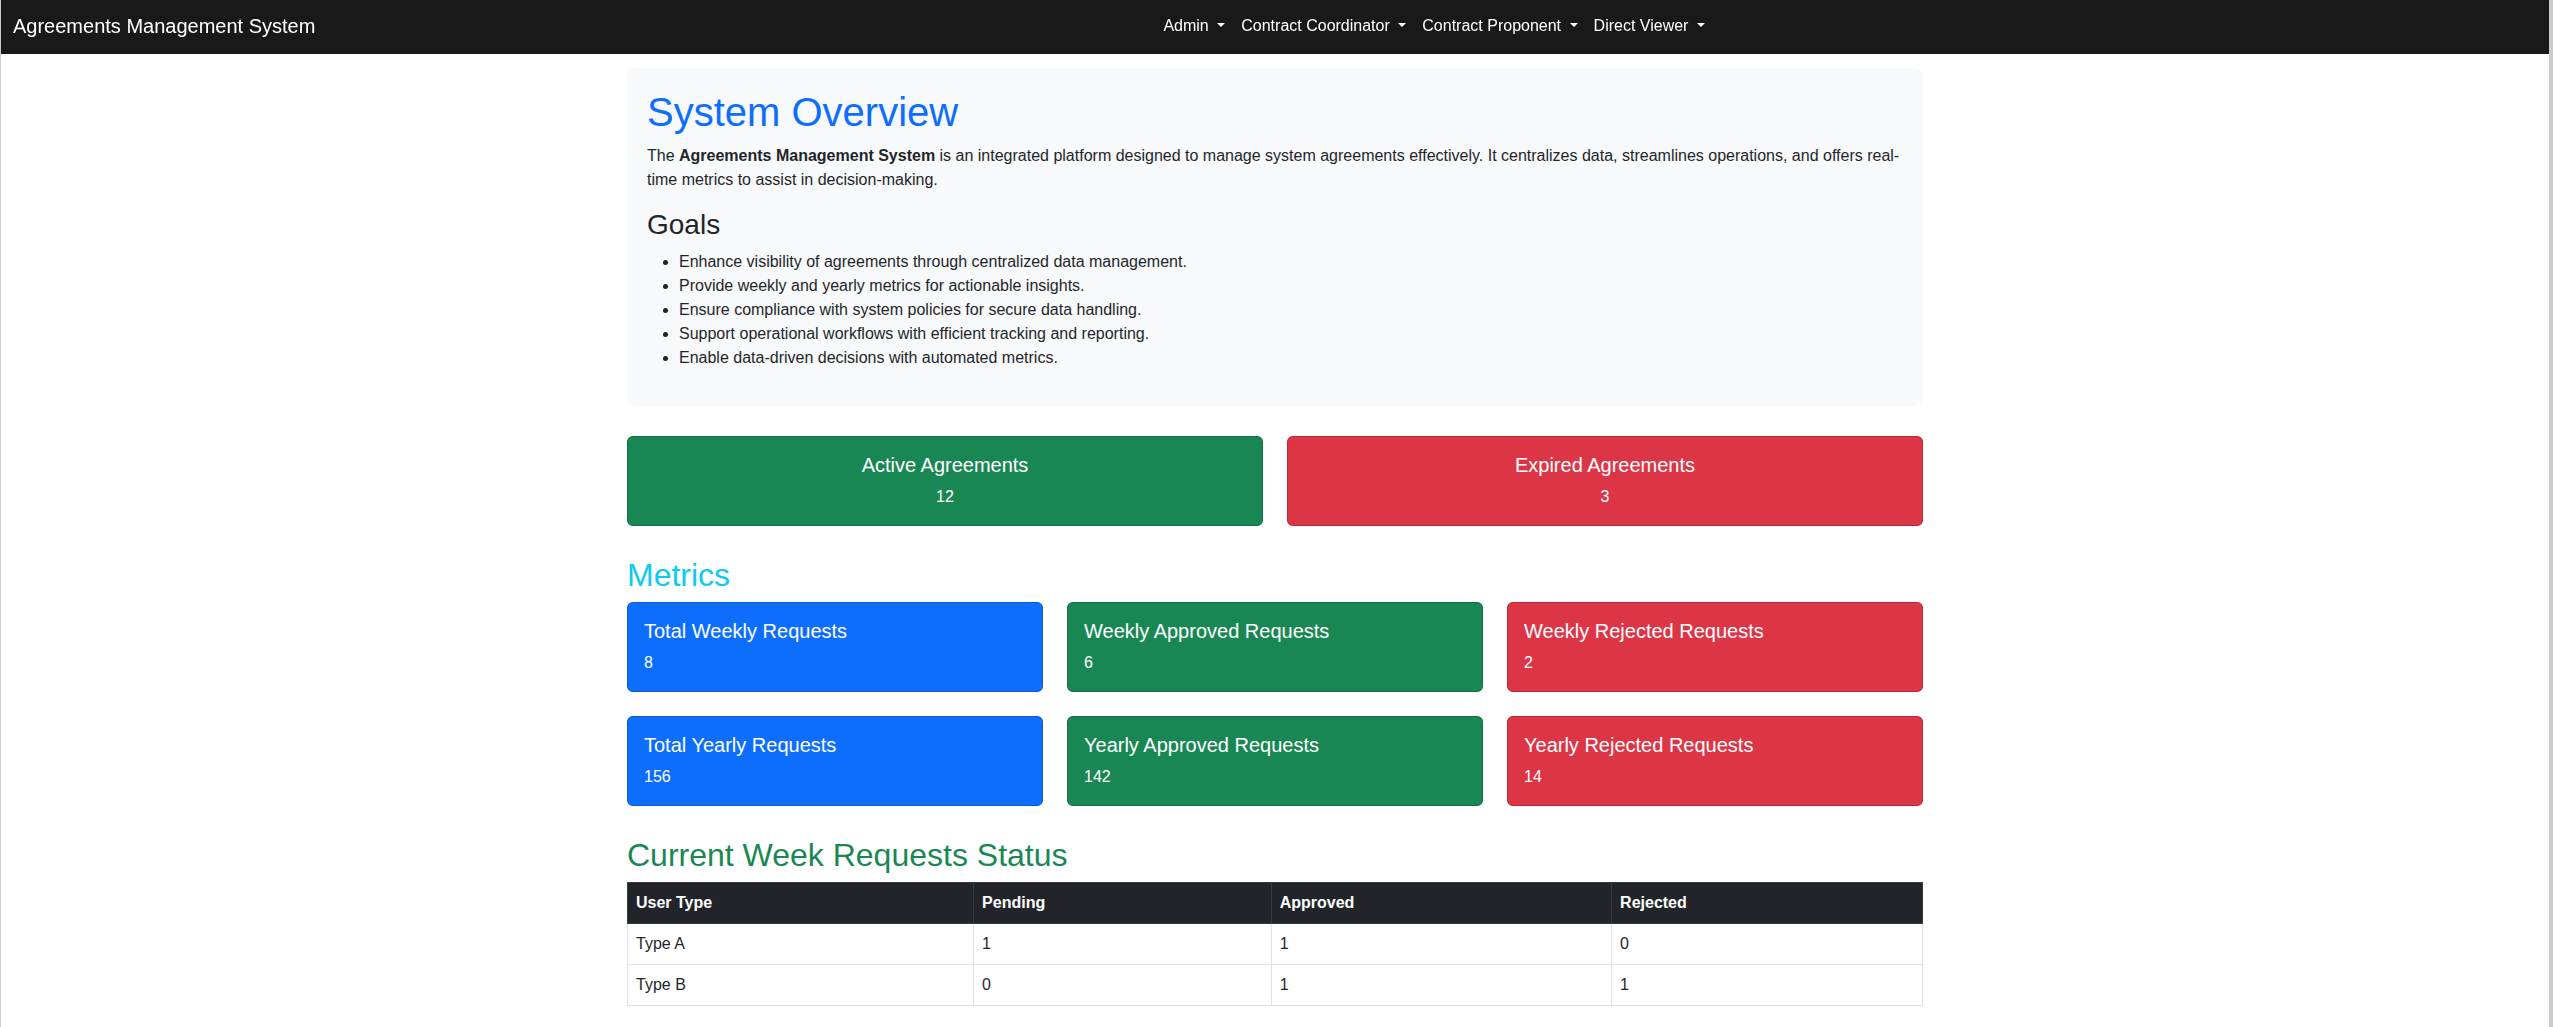 Agreements Management System
Admin Contract Coordinator Contract Proponent Direct Viewer
System Overview
The Agreements Management System is an integrated platform designed to manage system agreements effectively. It centralizes data, streamlines operations, and offers real-
time metrics to assist in decision-making.
Goals
Enhance visibility of agreements through centralized data management.
Provide weekly and yearly metrics for actionable insights.
Ensure compliance with system policies for secure data handling.
Support operational workflows with efficient tracking and reporting.
Enable data-driven decisions with automated metrics.
Active Agreements
12
Expired Agreements
3
Metrics
Total Weekly Requests
8
Weekly Approved Requests
6
Weekly Rejected Requests
2
Total Yearly Requests
156
Yearly Approved Requests
142
Yearly Rejected Requests
14
Current Week Requests Status
User Type Pending Approved Rejected
Type A 1 1 0
Type B 0 1 1